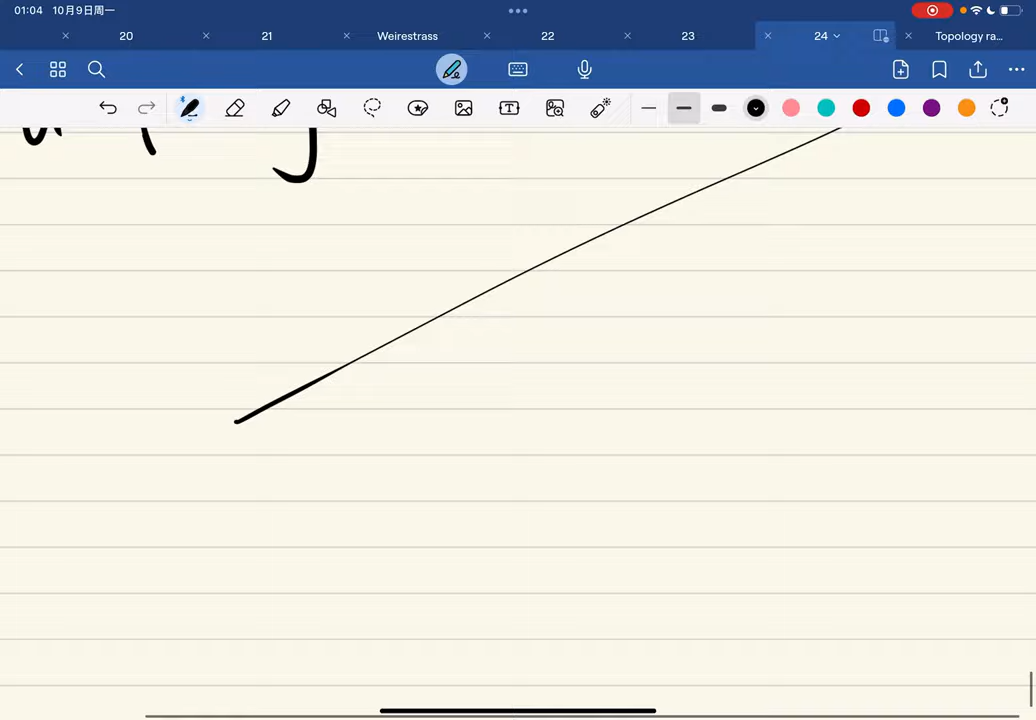 01:04 10月9日周一
20 21 Weirestrass 22 23 24 Topology ra...